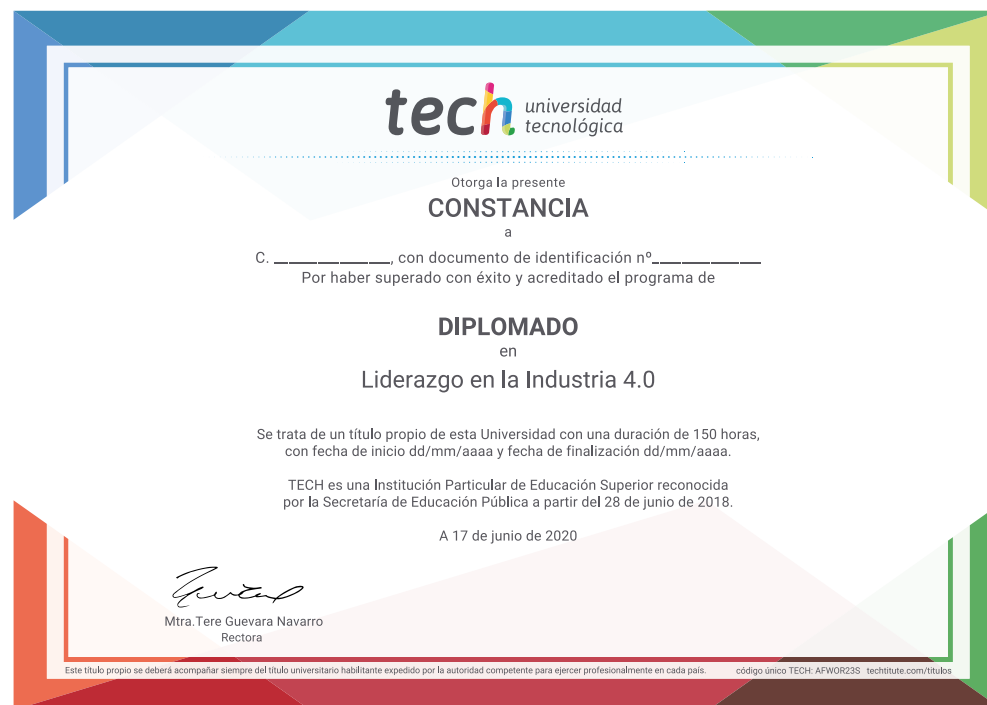 tech universidad
tecnológica
Otorga la presente
CONSTANCIA
a
C. ______________, con documento de identificación nº_____________
Por haber superado con éxito y acreditado el programa de
DIPLOMADO
en
Liderazgo en la Industria 4.0
Se trata de un título propio de esta Universidad con una duración de 150 horas,
con fecha de inicio dd/mm/aaaa y fecha de finalización dd/mm/aaaa.
TECH es una Institución Particular de Educación Superior reconocida
por la Secretaría de Educación Pública a partir del 28 de junio de 2018.
A 17 de junio de 2020
Mtra.Tere Guevara Navarro
Rectora
Este título propio se deberá acompañar siempre del título universitario habilitante expedido por la autoridad competente para ejercer profesionalmente en cada país. código único TECH: AFWOR23S techtitute.com/titulos